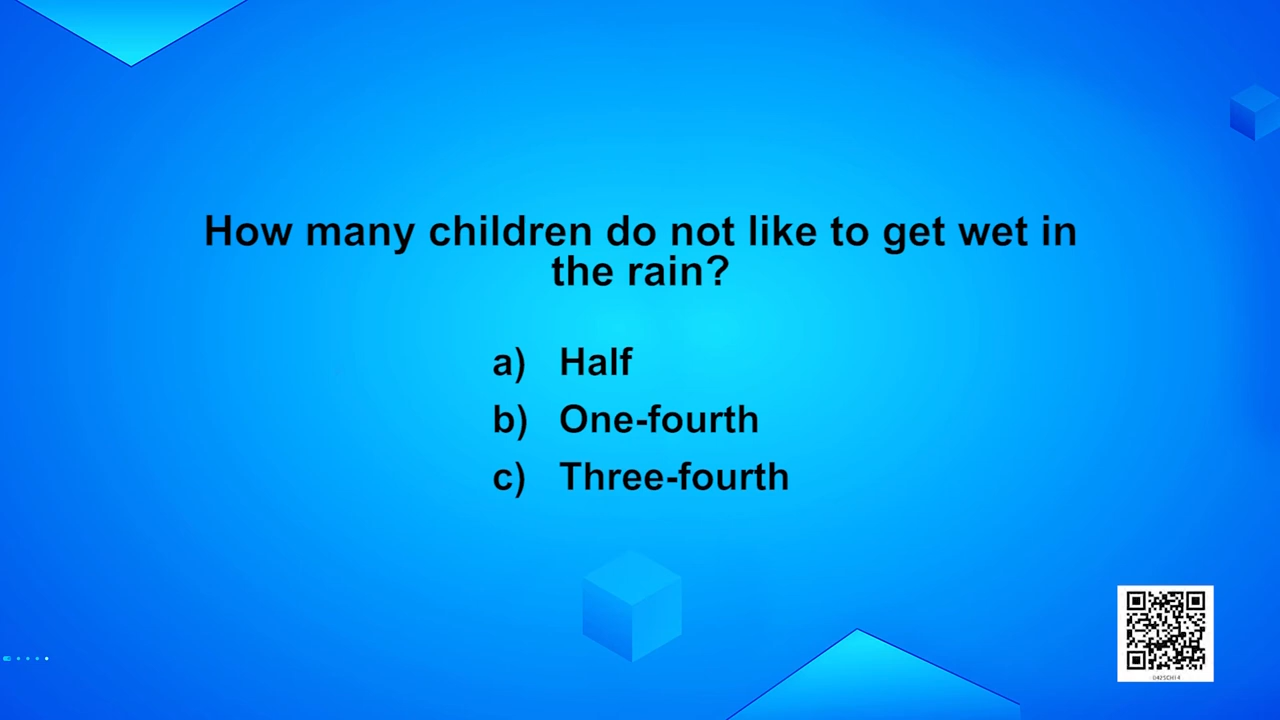 How many children do not like to get wet in
the rain?
a) Half
b) One-fourth
c) Three-fourth